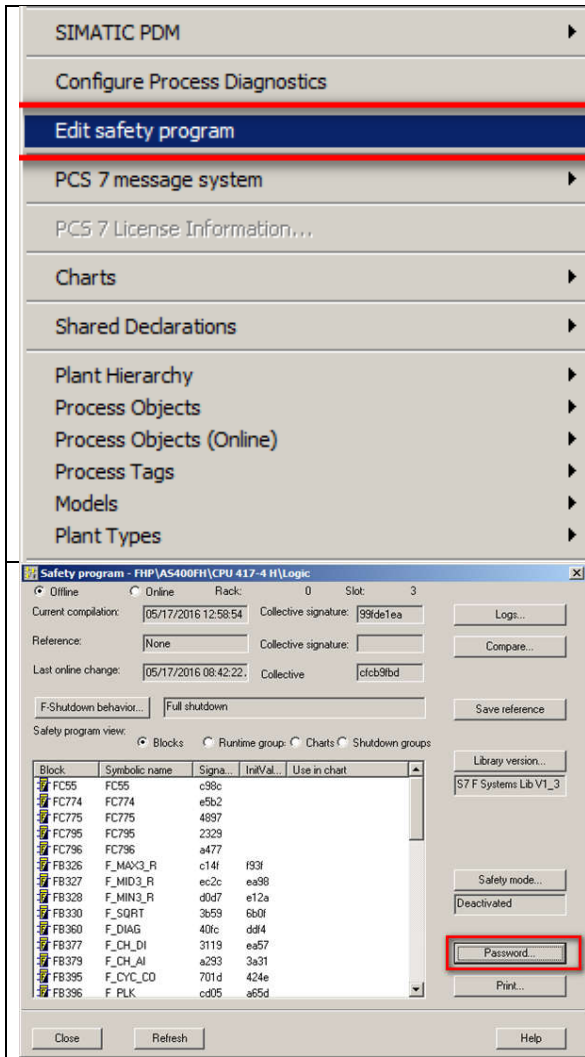 SIMATIC PDM
Configure Process Diagnostics
Edit safety program
PCS 7 message system
PCS 7 License Information...
Charts
Shared Declarations
Plant Hierarchy
Process Objects
Process Objects (Online)
Process Tags
Models
Plant Types
Safety program - FHP\AS400FH\CPU 417-4 H\Logic
Offline Online Rack: 0 Slot: 3
Current compilation: 05/17/2016 12:58:54 Collective signature: 99fde1ea Logs...
Reference: None Collective signature: Compare...
Last online change: 05/17/2016 08:42:22. Collective cfcb9fbd
F-Shutdown behavior... Full shutdown Save reference
Safety program view:
Blocks Runtime group: Charts Shutdown groups
Library version...
Block Symbolic name Signa... InitVal... Use in chart
S7 F Systems Lib V1_3
FC55 FC55 c98c
FC774 FC774 e5b2
FC775 FC775 4897
FC795 FC795 2329
FC796 FC796 a477
FB326 F_MAX3_R c14f f93f
FB327 F_MID3_R ec2c ea98
FB328 F_MIN3_R d0d7 e12a
FB330 F_SQRT 3b59 6b0f
FB360 F_DIAG 40fc ddf4
FB377 F_CH_DI 3119 ea57
FB379 F_CH_AI a293 3a31
FB395 F_CYC_CO 701d 424e
FB396 F_PLK cd05 a65d
Safety mode...
Deactivated
Password...
Print...
Close Refresh Help